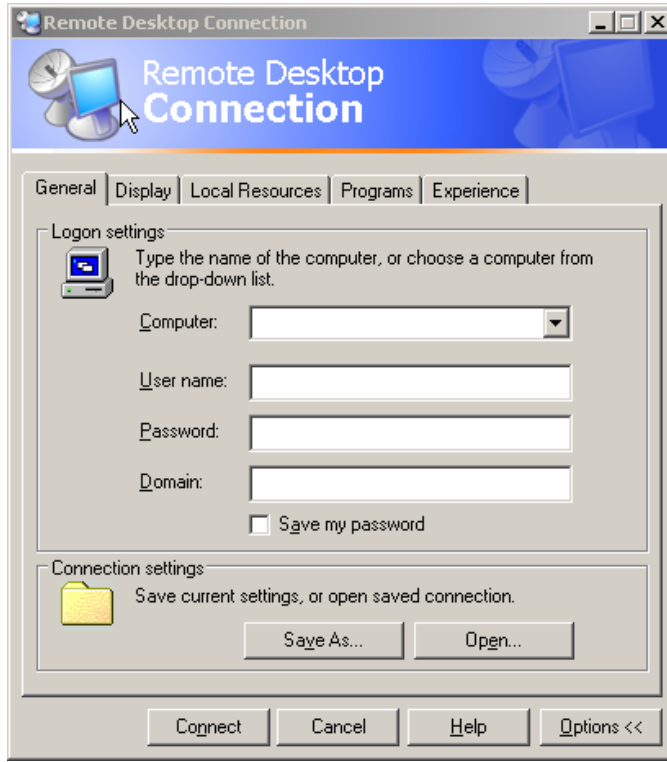 Remote Desktop Connection
Remote Desktop
Connection
General Display Local Resources Programs Experience
Logon settings
Type the name of the computer, or choose a computer from
the drop-down list.
Computer:
User name:
Password:
Domain:
Save my password
Connection settings
Save current settings, or open saved connection.
Save As... Open...
Connect Cancel Help Options <<